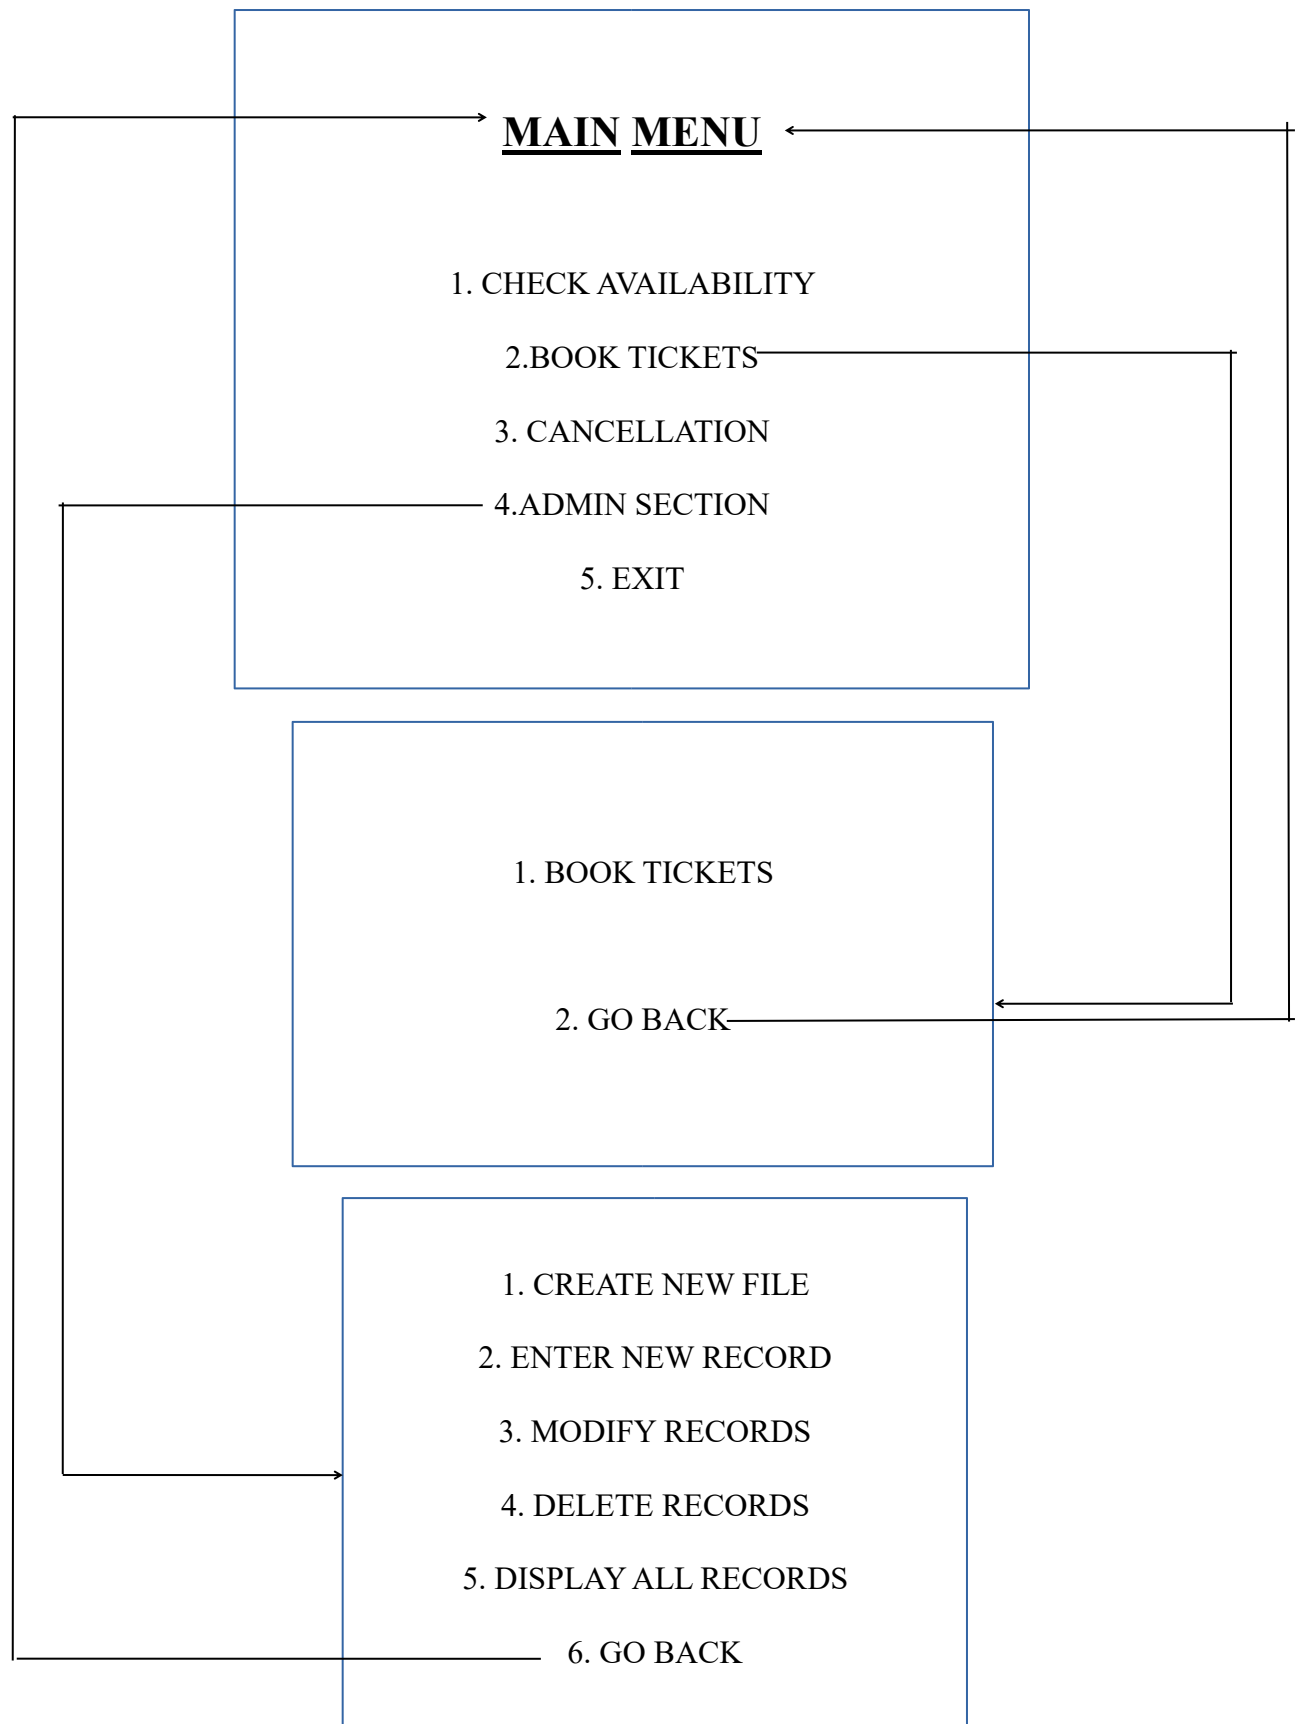 MAIN MENU
1. CHECK AVAILABILITY
2.BOOK TICKETS
3. CANCELLATION
4.ADMIN SECTION
5. EXIT
1. BOOK TICKETS
2. GO BACK
1. CREATE NEW FILE
2. ENTER NEW RECORD
3. MODIFY RECORDS
4. DELETE RECORDS
5. DISPLAY ALL RECORDS
6. GO BACK